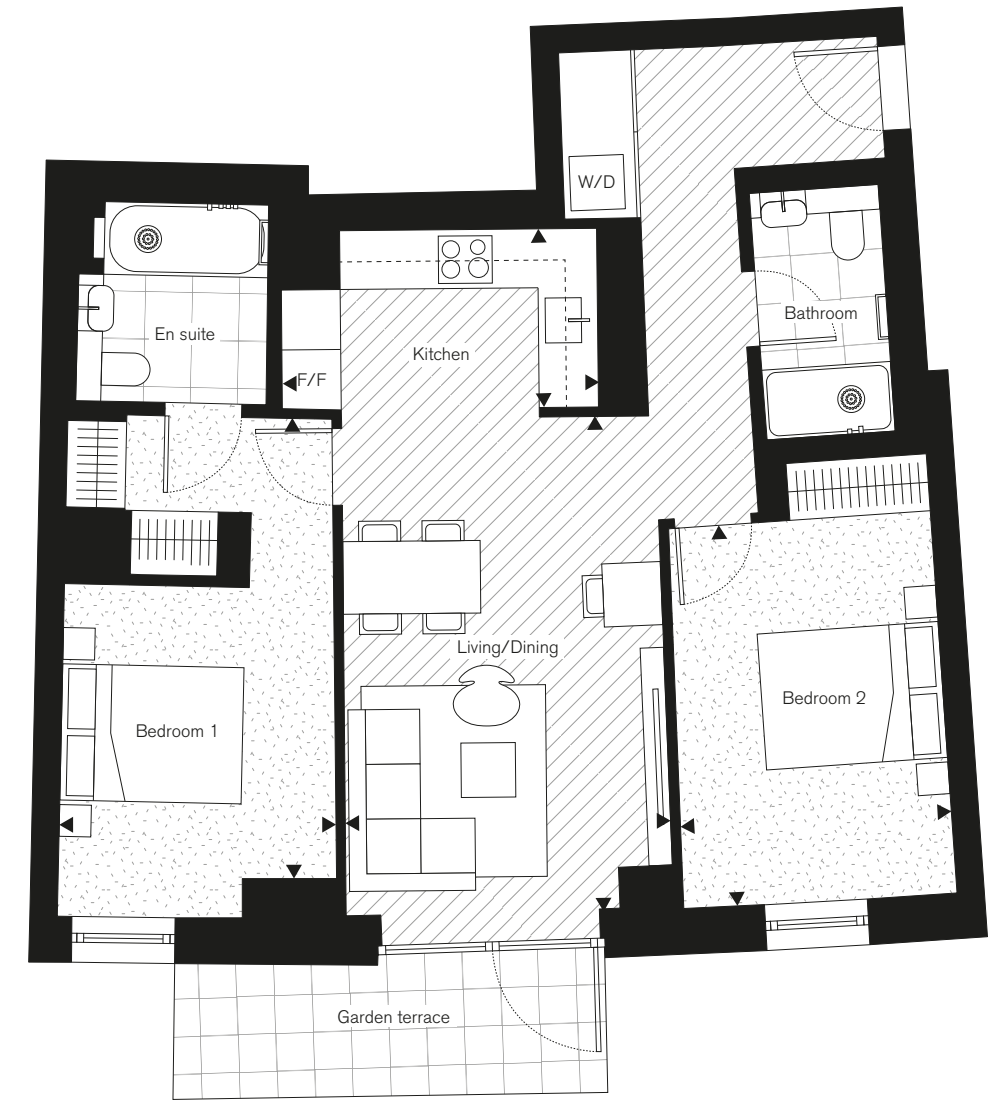 W/D
En suite
Kitchen
F/F
Bathroom
Living/Dining
Bedroom 1
Bedroom 2
Garden terrace